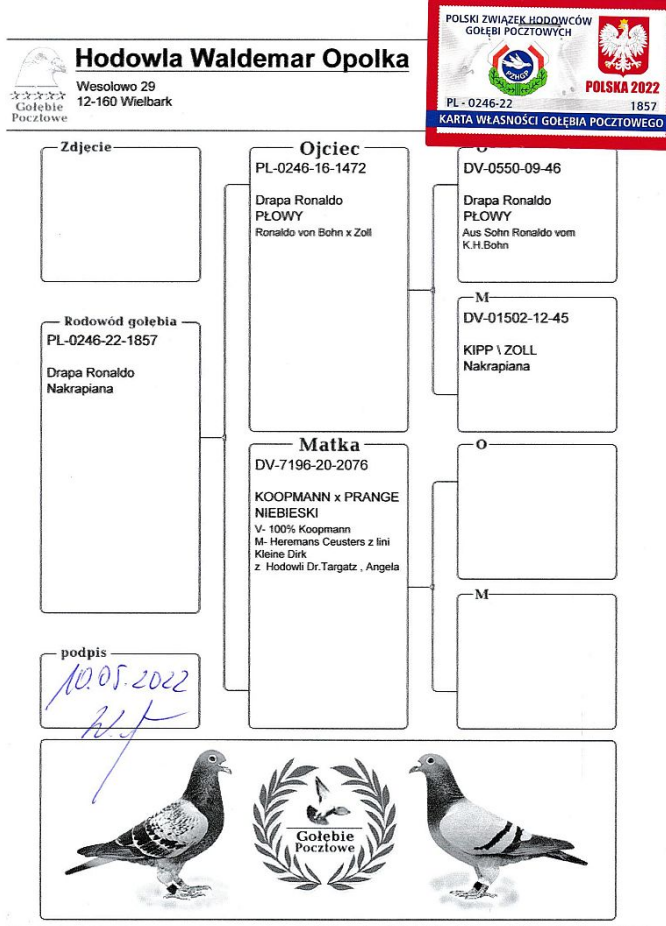 Hodowla Waldemar Opolka
Wesolowo 29
12-160 Wielbark
Gołębie
Pocztowe
POLSKI ZWIĄZEK HODOWCÓW
GOŁĘBI POCZTOWYCH
PZHGP
POLSKA 2022
PL - 0246-22 1857
KARTA WŁASNOŚCI GOŁĘBIA POCZTOWEGO
Zdjęcie
Rodowód gołębia
PL-0246-22-1857
Drapa Ronaldo
Nakrapiana
podpis
10.05.2022
Ojciec
PL-0246-16-1472
Drapa Ronaldo
PŁOWY
Ronaldo von Bohn x Zoll
Matka
DV-7196-20-2076
KOOPMANN x PRANGE
NIEBIESKI
V- 100% Koopmann
M- Heremans Ceusters z lini
Kleine Dirk
z Hodowli Dr.Targatz , Angela
DV-0550-09-46
Drapa Ronaldo
PŁOWY
Aus Sohn Ronaldo vom
K.H.Bohn
M
DV-01502-12-45
KIPP \ ZOLL
Nakrapiana
O
M
Gołębie
Pocztowe